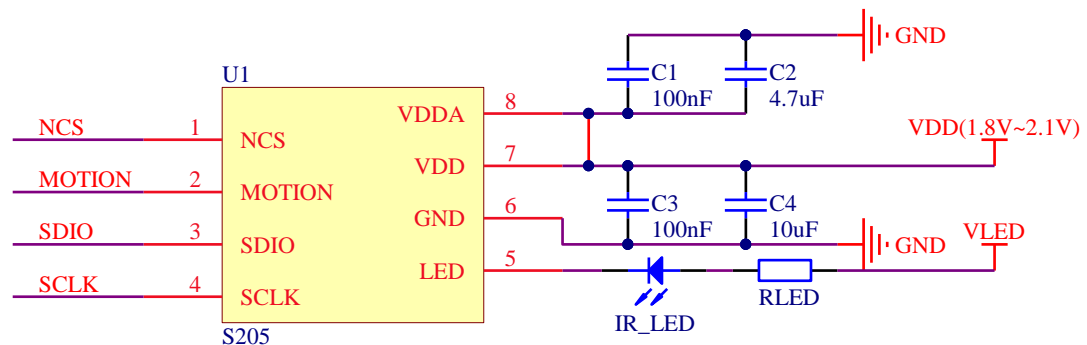 GND
U1
C1
C2
100nF
4.7uF
8
VDDA
NCS
1
NCS
VDD(1.8V~2.1V)
7
VDD
MOTION
2
MOTION
6
GND
C3
C4
100nF
10uF
GND
VLED
SDIO
3
SDIO
5
LED
SCLK
4
SCLK
IR_LED
RLED
S205